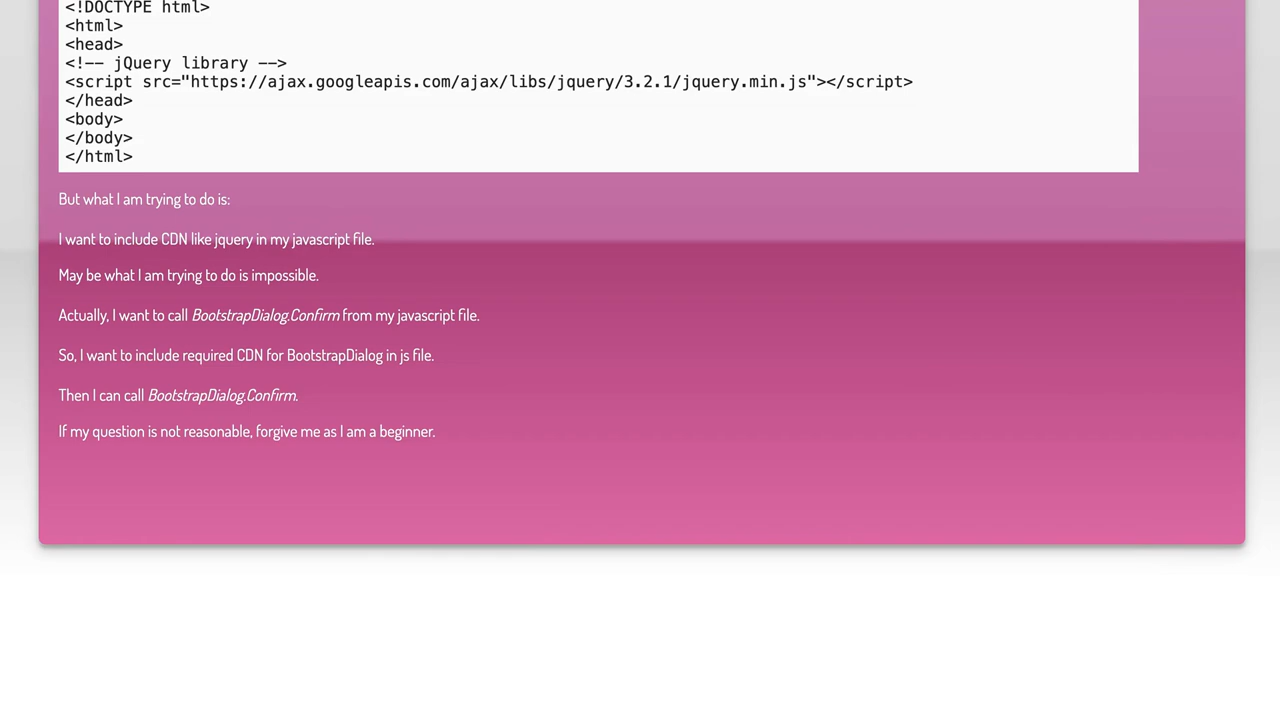 <!DOCTYPE html>
<html>
<head>
<!-- jQuery library -->
<script src="https://ajax.googleapis.com/ajax/libs/jquery/3.2.1/jquery.min.js"></script>
</head>
<body>
</body>
</html>
But what I am trying to do is:
I want to include CDN like jquery in my javascript file.
May be what I am trying to do is impossible.
Actually, I want to call BootstrapDialog.Confirm from my javascript file.
So, I want to include required CDN for BootstrapDialog in js file.
Then I can call BootstrapDialog.Confirm.
If my question is not reasonable, forgive me as I am a beginner.